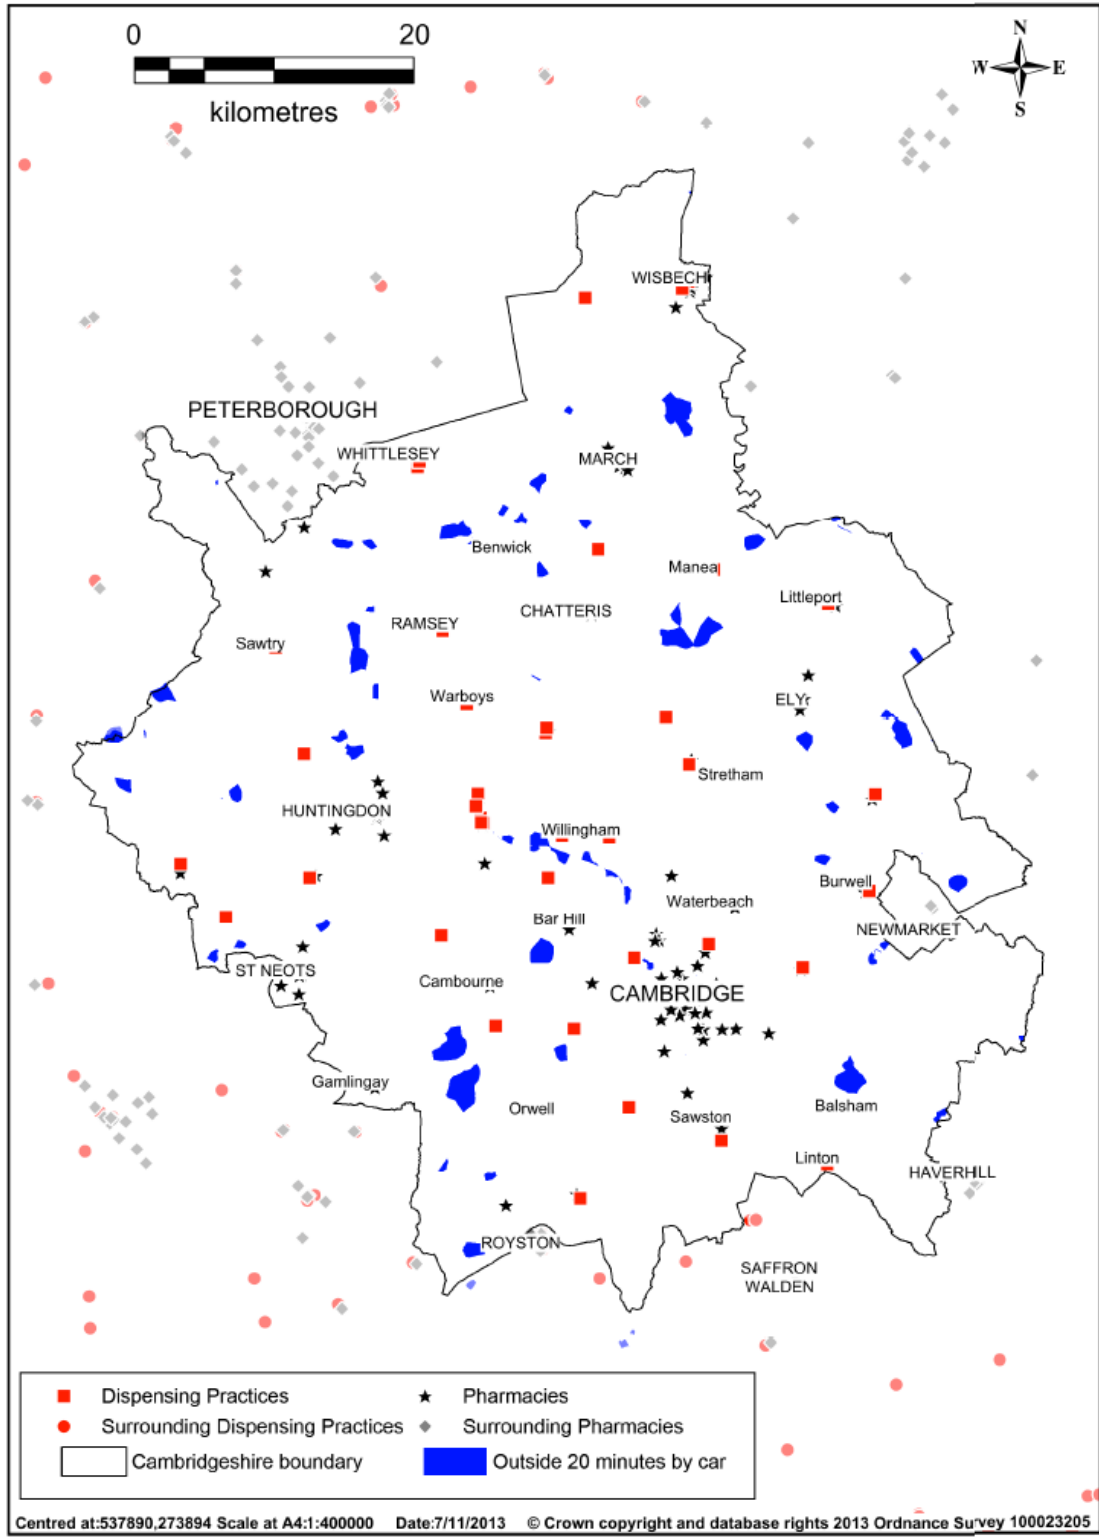 0 20
kilometres
N
W E
S
WISBECH
PETERBOROUGH
WHITTLESEY
MARCH
Benwick
Manea
Littleport
CHATTERIS
RAMSEY
Sawtry
Warboys
ELY
Stretham
HUNTINGDON
Willingham
Burwell
Waterbeach
Bar Hill
NEWMARKET
ST NEOTS
Cambourne
CAMBRIDGE
Gamlingay
Orwell
Balsham
Sawston
Linton
HAVERHILL
ROYSTON
SAFFRON
WALDEN
Dispensing Practices
Pharmacies
Surrounding Dispensing Practices
Surrounding Pharmacies
Cambridgeshire boundary
Outside 20 minutes by car
Centred at:537890,273894 Scale at A4:1:400000 Date:7/11/2013 © Crown copyright and database rights 2013 Ordnance Survey 100023205